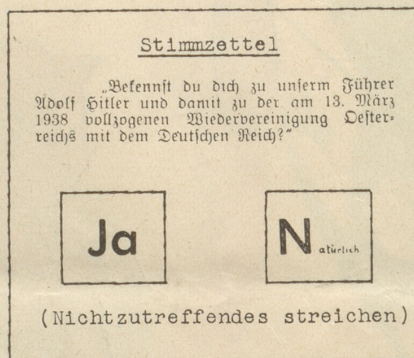 Stimmzettel
„Bekennst du dich zu unserm Führer
Adolf Hitler und damit zu der am 13. März
1938 vollzogenen Wiedervereinigung Oester-
reichs mit dem Deutschen Reich?"
Ja
Natürlich
(Nichtzutreffendes streichen)